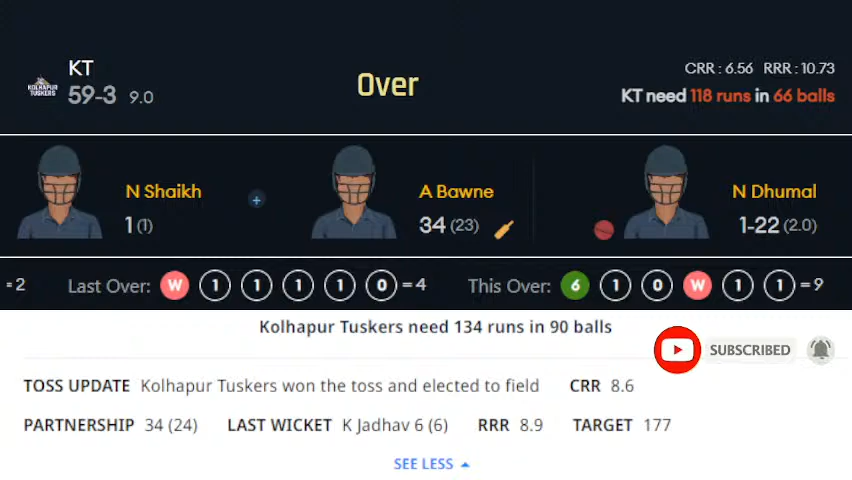 KT
59-3 9.0
KOLHAPUR
TUSKERS
Over
CRR : 6.56 RRR : 10.73
KT need 118 runs in 66 balls
N Shaikh
1 (1)
+
A Bawne
34 (23)
N Dhumal
1-22 (2.0)
= 2 Last Over: W 1 1 1 1 0 = 4 This Over: 6 1 0 W 1 1 = 9
Kolhapur Tuskers need 134 runs in 90 balls
SUBSCRIBED
TOSS UPDATE Kolhapur Tuskers won the toss and elected to field CRR 8.6
PARTNERSHIP 34 (24) LAST WICKET K Jadhav 6 (6) RRR 8.9 TARGET 177
SEE LESS